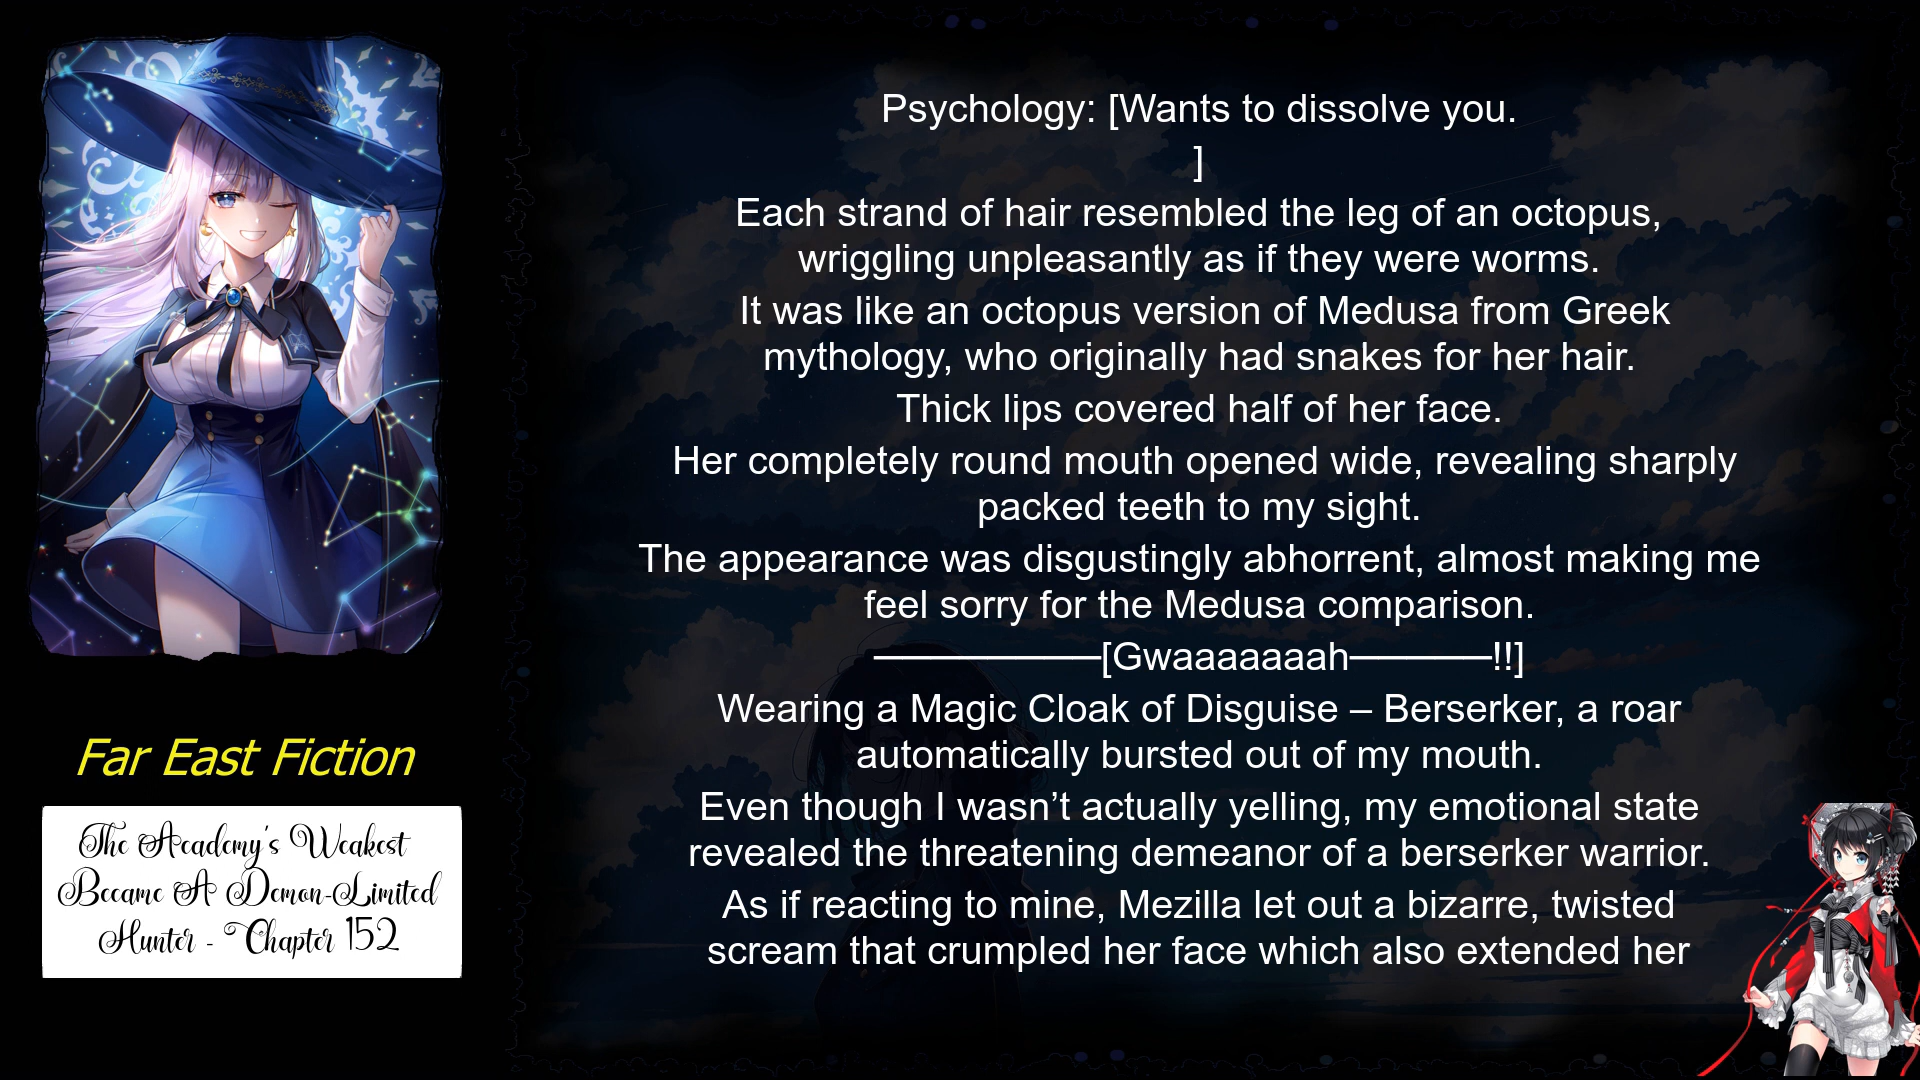 Psychology: [Wants to dissolve you.
]
Each strand of hair resembled the leg of an octopus,
wriggling unpleasantly as if they were worms.
It was like an octopus version of Medusa from Greek
mythology, who originally had snakes for her hair.
Thick lips covered half of her face.
Her completely round mouth opened wide, revealing sharply
packed teeth to my sight.
The appearance was disgustingly abhorrent, almost making me
feel sorry for the Medusa comparison.
────────[Gwaaaaaaah─────!!]
Wearing a Magic Cloak of Disguise – Berserker, a roar
automatically bursted out of my mouth.
Even though I wasn’t actually yelling, my emotional state
revealed the threatening demeanor of a berserker warrior.
As if reacting to mine, Mezilla let out a bizarre, twisted
scream that crumpled her face which also extended her
Far East Fiction
The Academy's Weakest
Became A Demon-Limited
Hunter - Chapter 152